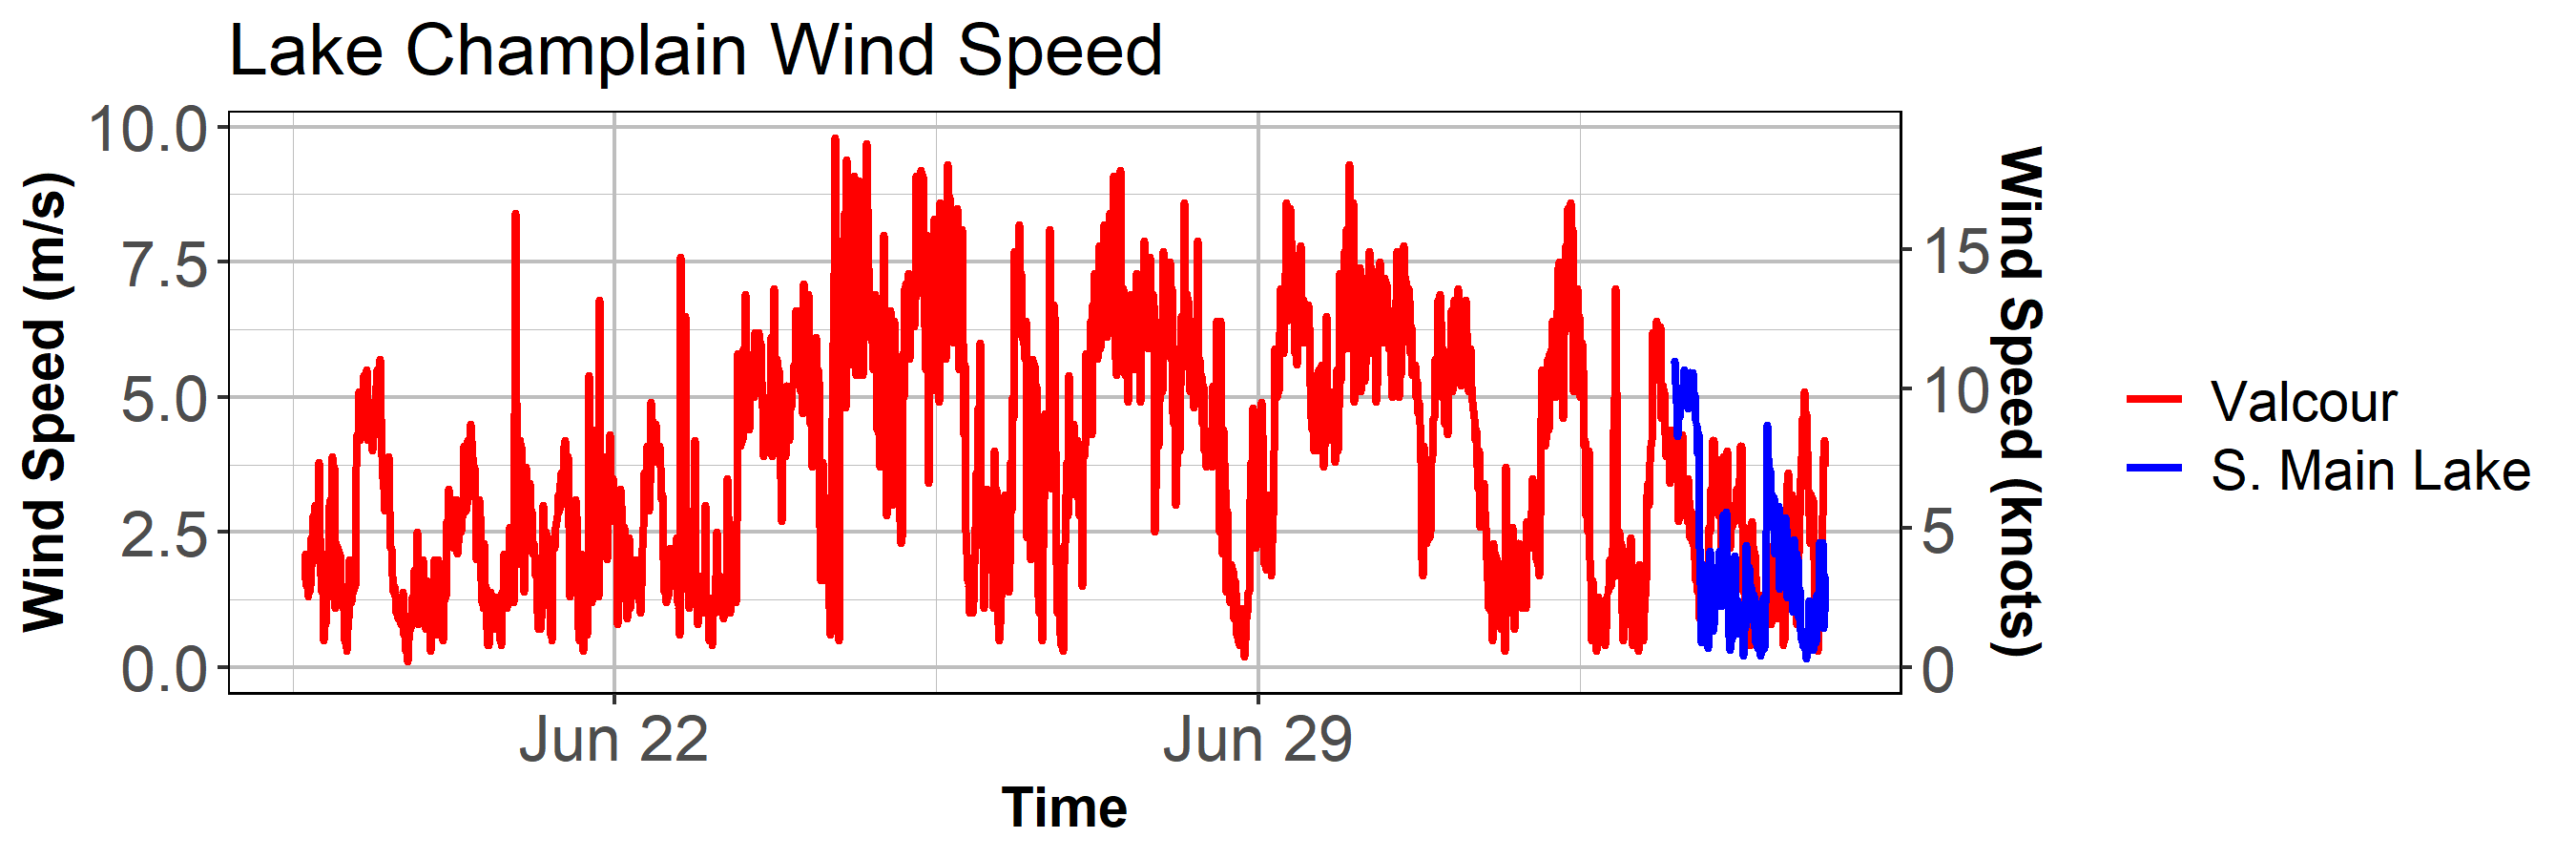 Lake Champlain Wind Speed
Wind Speed (m/s)
10.0
7.5
5.0
2.5
0.0
15
10
5
0
Wind Speed (knots)
Jun 22
Jun 29
Time
Valcour
S. Main Lake